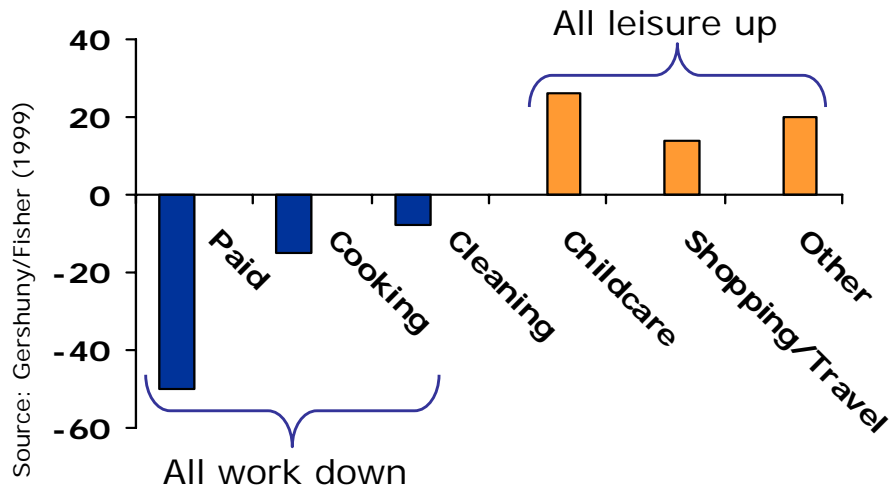 All leisure up
40
20
0
-20
-40
-60
Source: Gershuny/Fisher (1999)
Paid
Cooking
Cleaning
Childcare
Shopping/Travel
Other
All work down